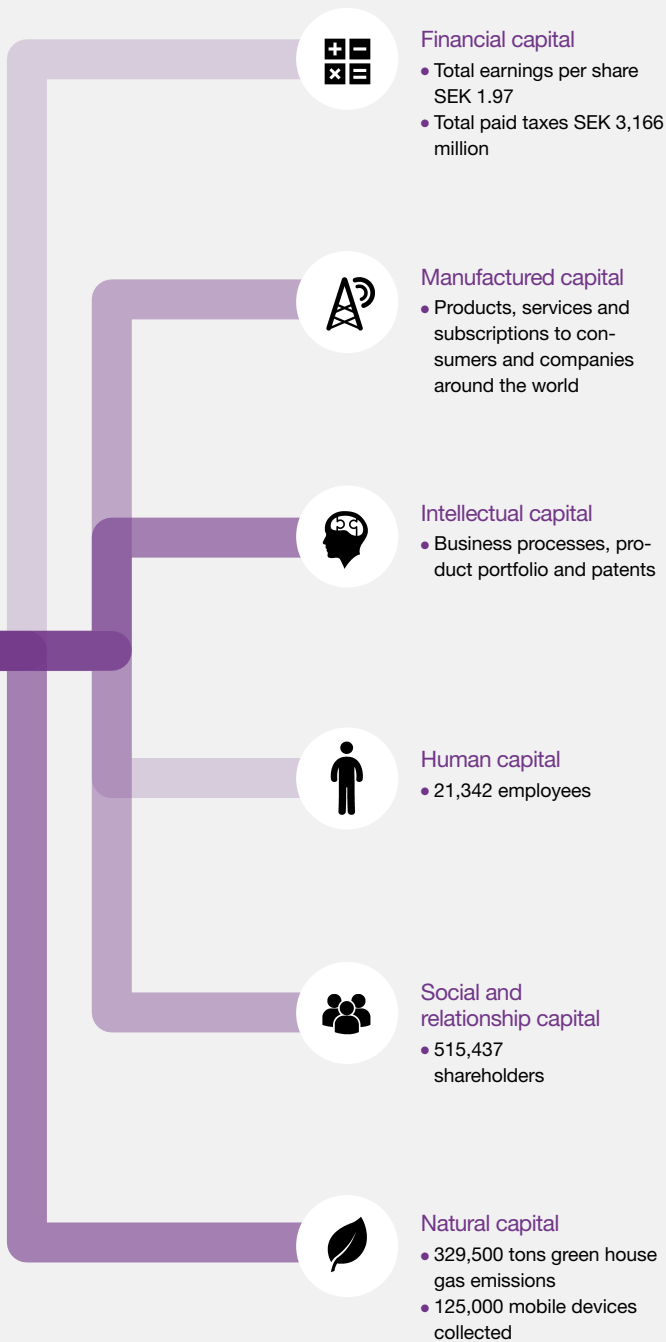 Financial capital
• Total earnings per share
SEK 1.97
• Total paid taxes SEK 3,166
million
Manufactured capital
• Products, services and
subscriptions to con-
sumers and companies
around the world
Intellectual capital
• Business processes, pro-
duct portfolio and patents
Human capital
• 21,342 employees
Social and
relationship capital
• 515,437
shareholders
Natural capital
• 329,500 tons green house
gas emissions
• 125,000 mobile devices
collected